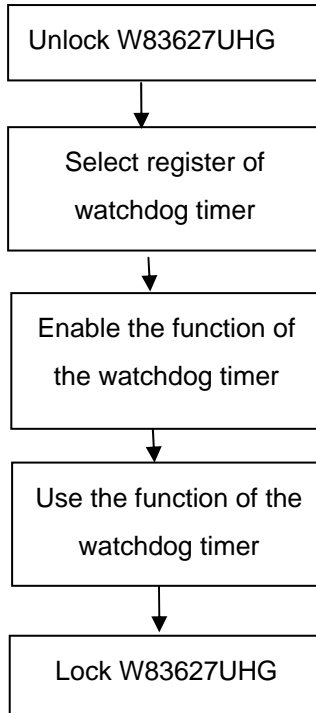 Unlock W83627UHG
Select register of
watchdog timer
Enable the function of
the watchdog timer
Use the function of the
watchdog timer
Lock W83627UHG